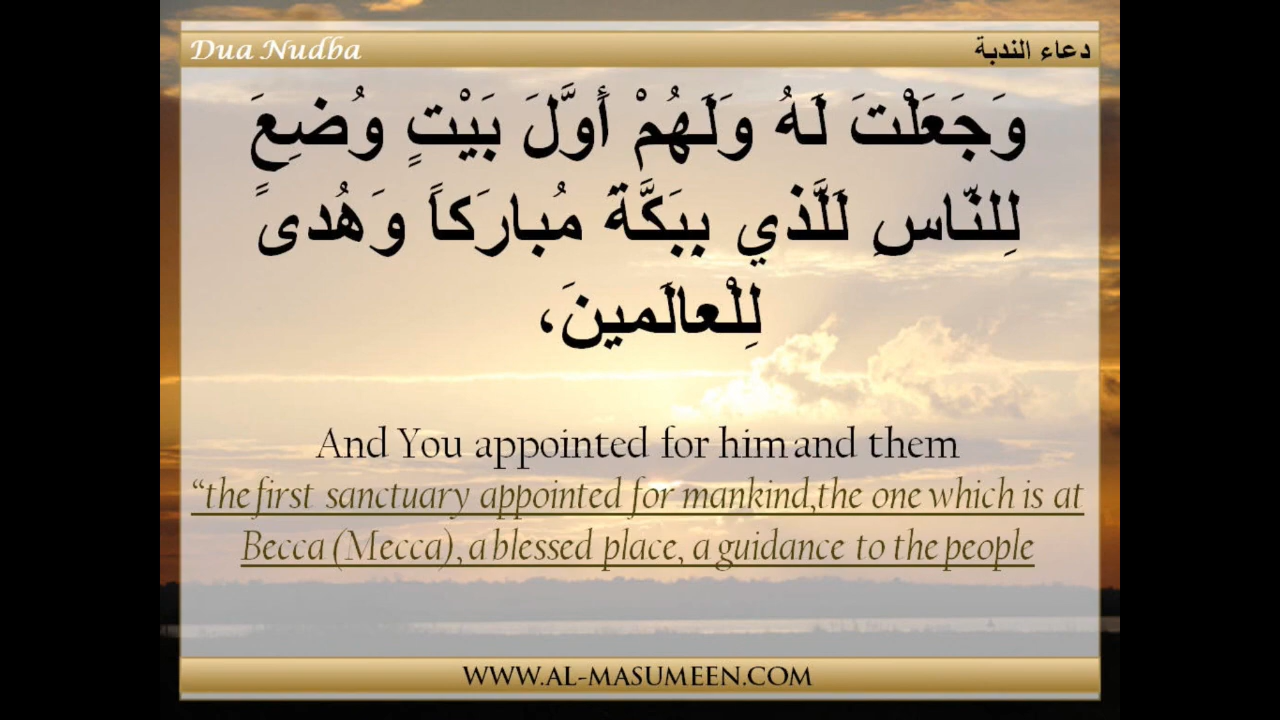 Dua Nudba دعاء الندبة
وَجَعَلْتَ لَهُ وَلَهُمْ أَوَّلَ بَيْتٍ وُضِعَ
لِلنّاسِ لَلَّذي بِبَكَّةَ مُبارَكاً وَهُدىً
لِلْعالَمينَ،
And You appointed for him and them
“the first sanctuary appointed for mankind,the one which is at
Becca (Mecca), a blessed place, a guidance to the people
WWW.AL-MASUMEEN.COM